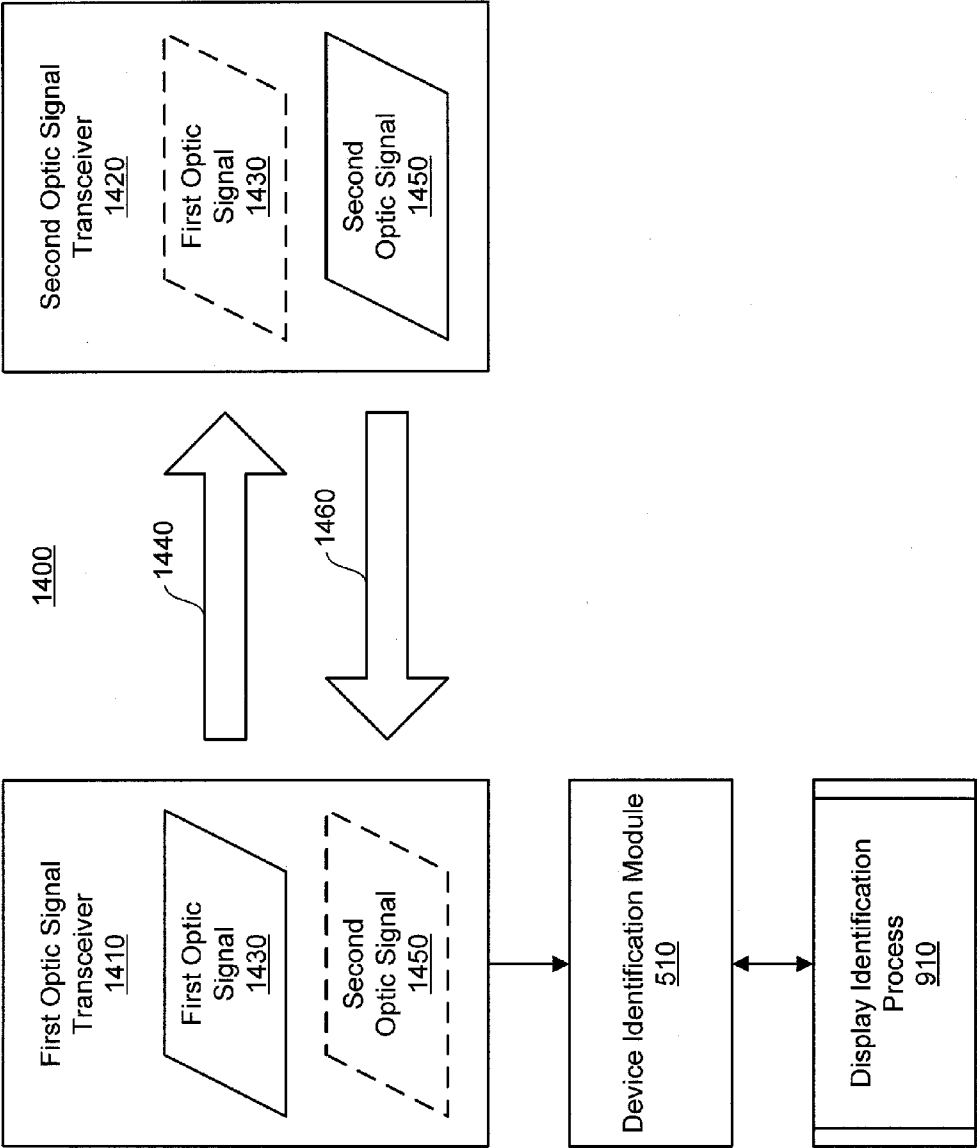 1400
First Optic Signal
Transceiver
1410
First Optic
Signal
1430
Second
Optic Signal
1450
1440
1460
Second Optic Signal
Transceiver
1420
First Optic
Signal
1430
Second
Optic Signal
1450
Device Identification Module
510
Display Identification
Process
910